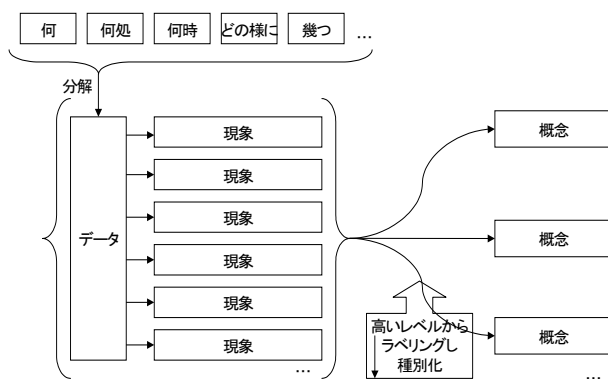 何
何処
何時
どの様に
幾つ
…
分解
データ
現象
現象
現象
現象
現象
現象
…
概念
概念
概念
…
高いレベルから
ラベリングし
種別化